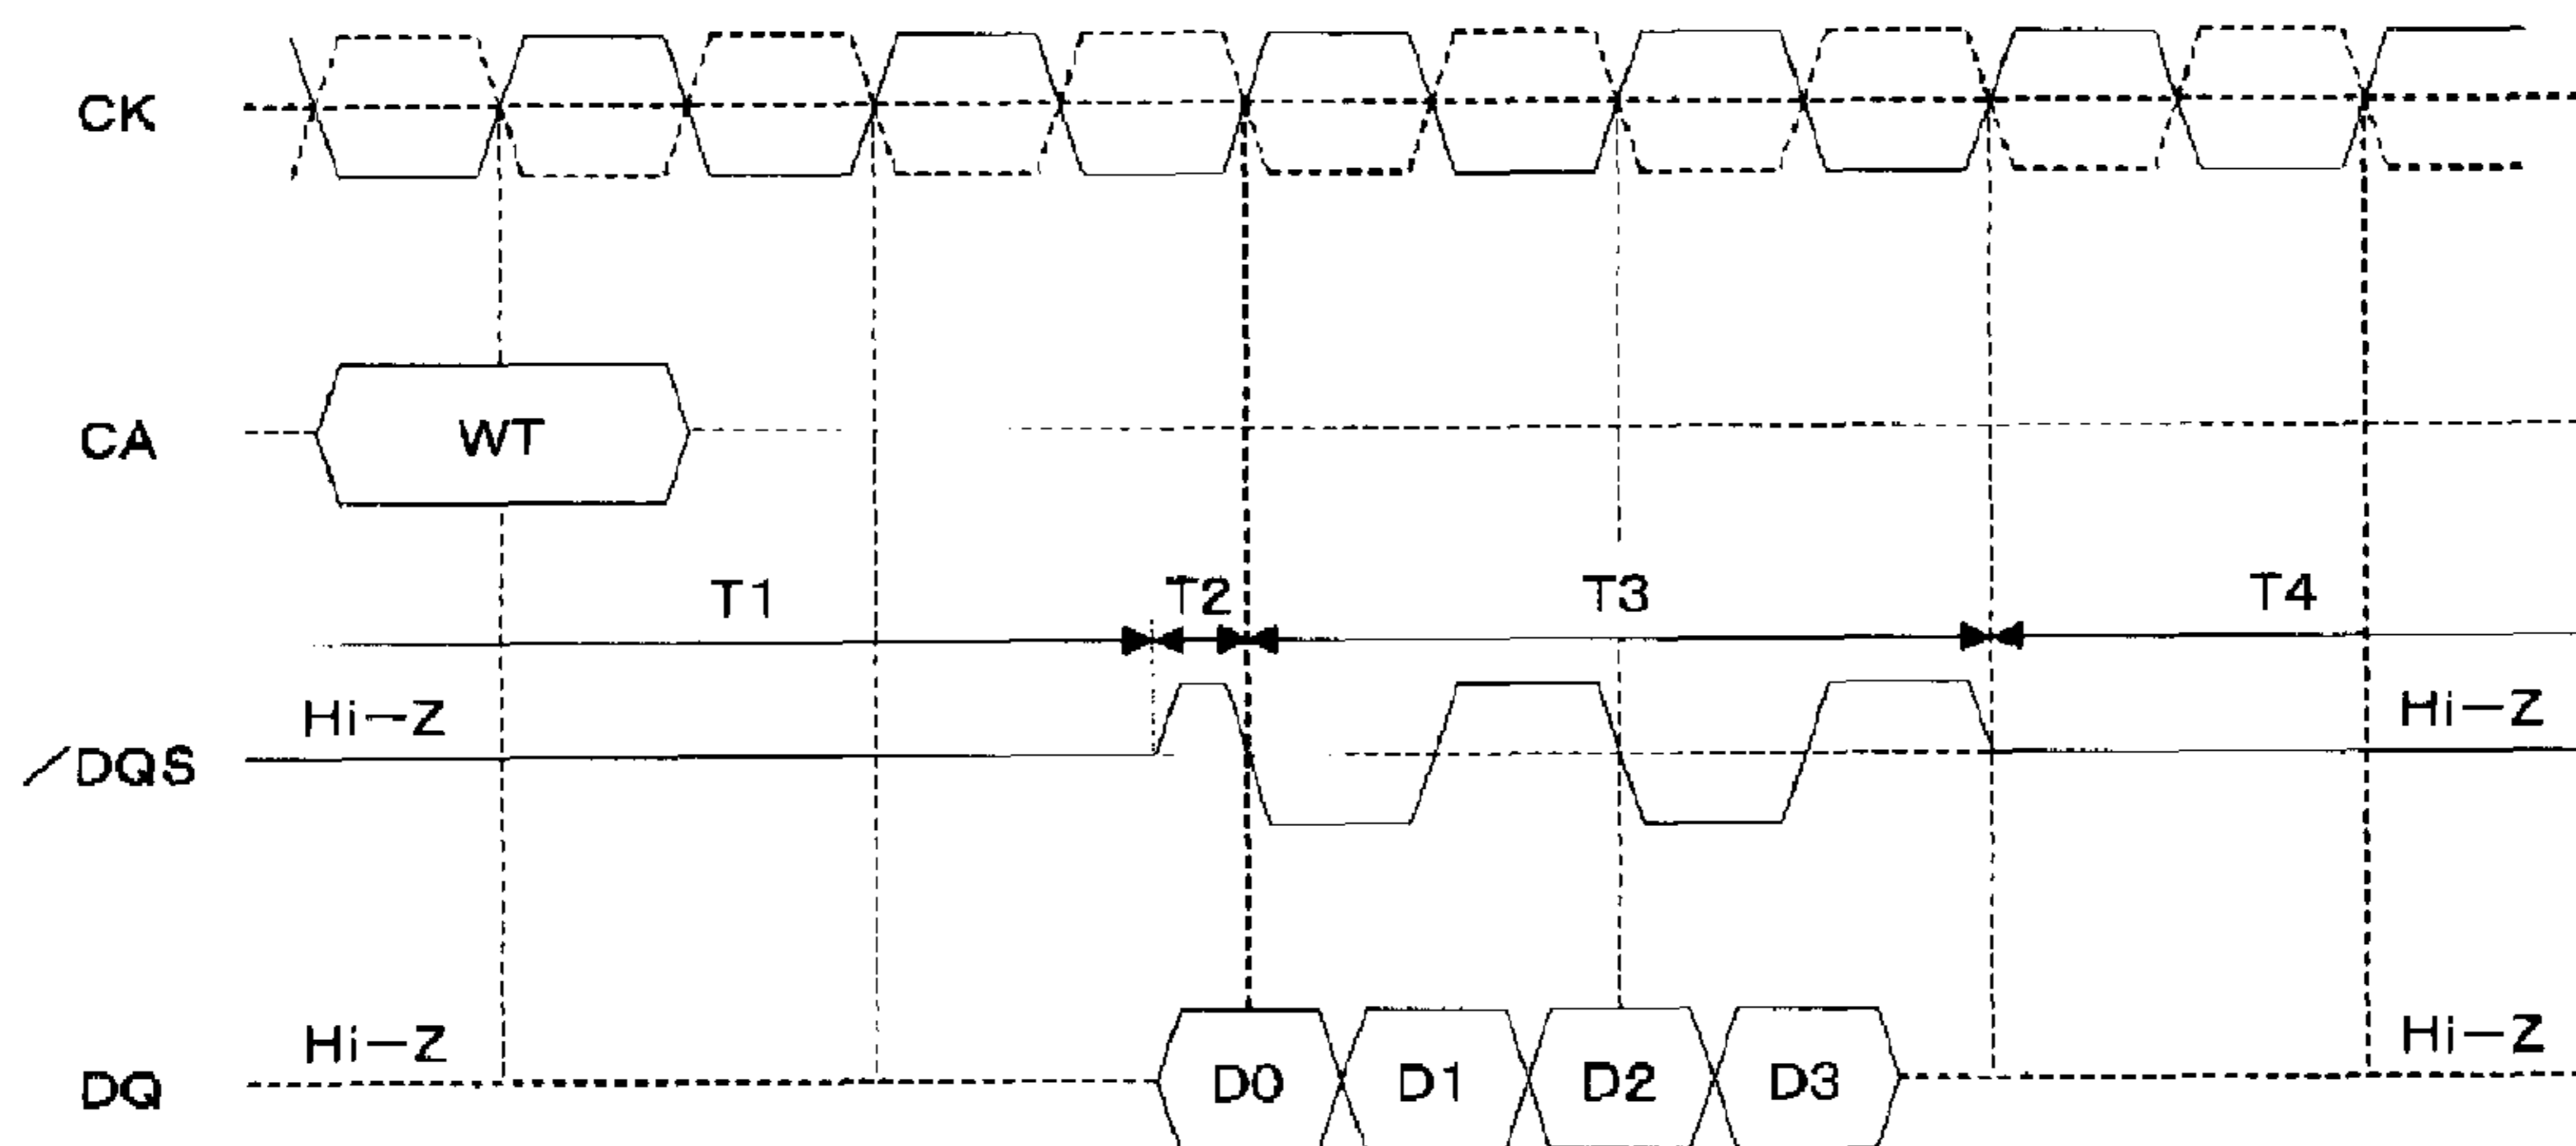 CK
CA WT
T1 T2 T3 T4
Hi-Z Hi-Z
/DQS
Hi-Z Hi-Z
DQ D0 D1 D2 D3